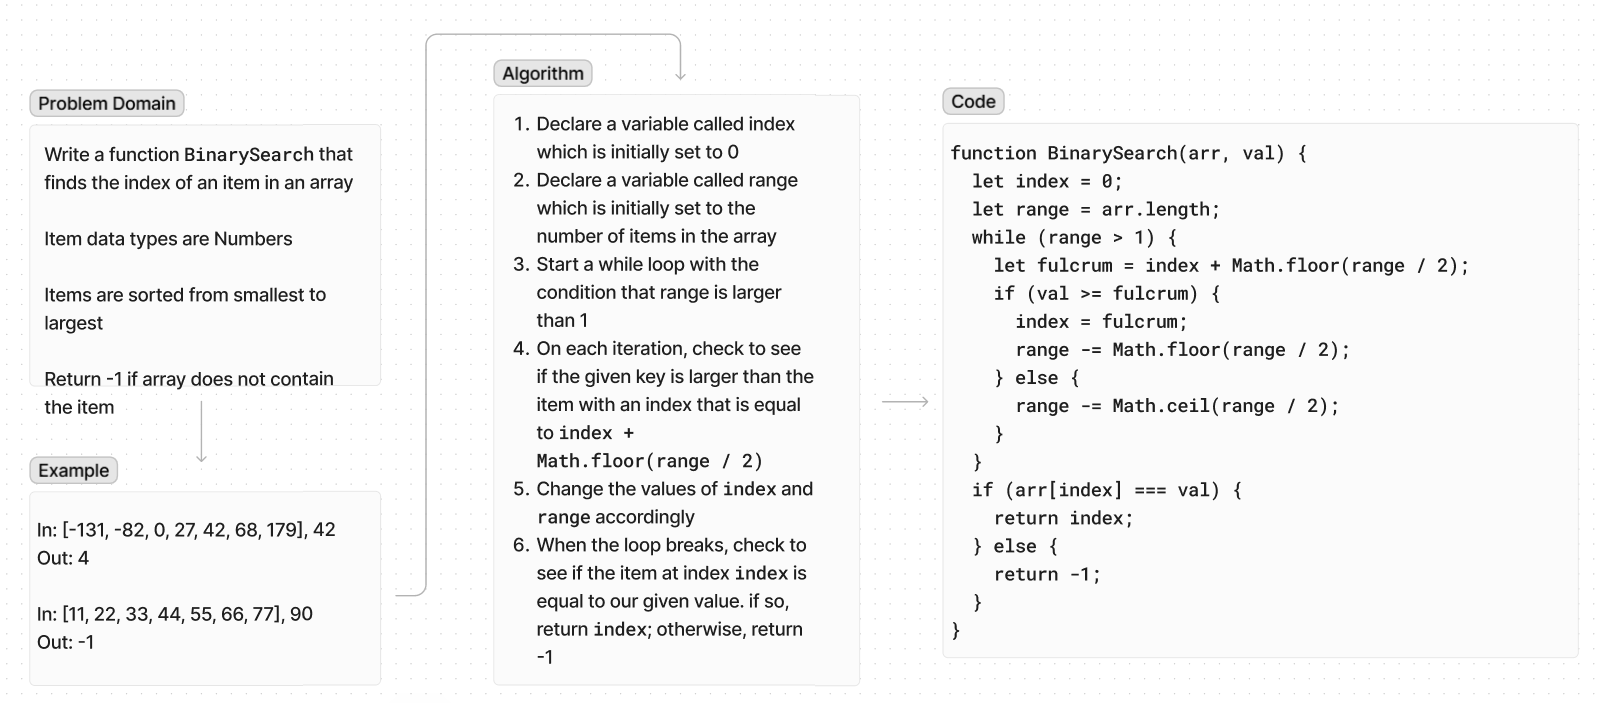 Problem Domain
Write a function BinarySearch that
finds the index of an item in an array
Item data types are Numbers
Items are sorted from smallest to
largest
Return -1 if array does not contain
the item
Example
In: [-131, -82, 0, 27, 42, 68, 179], 42
Out: 4
In: [11, 22, 33, 44, 55, 66, 77], 90
Out: -1
Algorithm
1. Declare a variable called index
which is initially set to 0
2. Declare a variable called range
which is initially set to the
number of items in the array
3. Start a while loop with the
condition that range is larger
than 1
4. On each iteration, check to see
if the given key is larger than the
item with an index that is equal
to index +
Math.floor(range / 2)
5. Change the values of index and
range accordingly
6. When the loop breaks, check to
see if the item at index index is
equal to our given value. if so,
return index; otherwise, return
-1
Code
function BinarySearch(arr, val) {
let index = 0;
let range = arr.length;
while (range > 1) {
let fulcrum = index + Math.floor(range / 2);
if (val >= fulcrum) {
index = fulcrum;
range -= Math.floor(range / 2);
} else {
range -= Math.ceil(range / 2);
}
}
if (arr[index] === val) {
return index;
} else {
return -1;
}
}